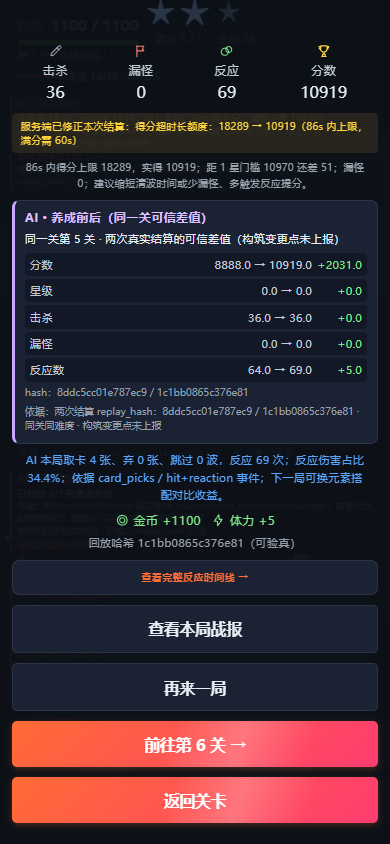 1100 / 1100
击杀 漏怪 反应 分数
36 0 69 10919
服务端已修正本次结算：得分超时长额度：18289 → 10919（86s 内上限，
满分需 60s）
86s 内得分上限 18289，实得 10919；距 1 星门槛 10970 还差 51；漏怪
0；建议缩短清波时间或少漏怪、多触发反应提分。
AI · 养成前后（同一关可信差值）
同一关第 5 关 · 两次真实结算的可信差值（构筑变更点未上报）
分数 8888.0 → 10919.0 +2031.0
星级 0.0 → 0.0 +0.0
击杀 36.0 → 36.0 +0.0
漏怪 0.0 → 0.0 +0.0
反应数 64.0 → 69.0 +5.0
hash：8ddc5cc01e787ec9 / 1c1bb0865c376e81
依据：两次结算 replay_hash：8ddc5cc01e787ec9 / 1c1bb0865c376e81 ·
同关同难度 · 构筑变更点未上报
AI 本局取卡 4 张、弃 0 张、跳过 0 波，反应 69 次；反应伤害占比
34.4%；依据 card_picks / hit+reaction 事件；下一局可换元素搭
配对比收益。
金币 +1100 体力 +5
回放哈希 1c1bb0865c376e81（可验真）
查看完整反应时间线 →
查看本局战报
再来一局
前往第 6 关 →
返回关卡